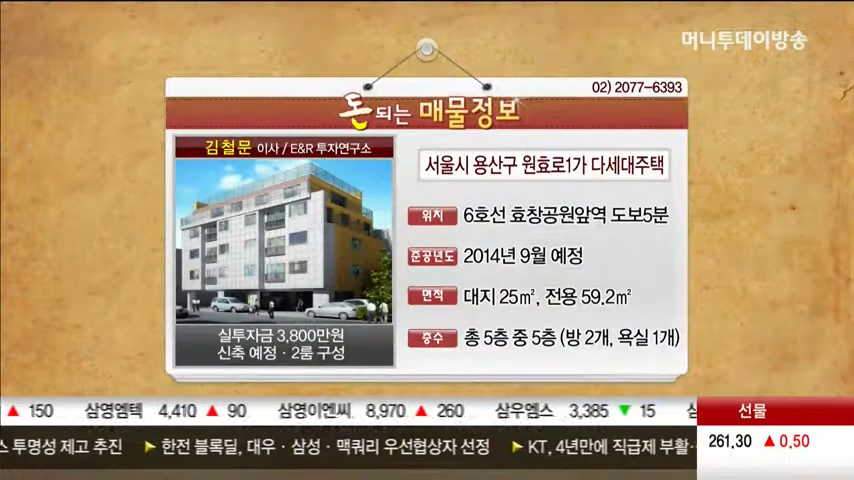 머니투데이방송
02) 2077-6393
돈 되는 매물정보
김철문 이사 / E&R 투자연구소
서울시 용산구 원효로1가 다세대주택
위치 6호선 효창공원앞역 도보5분
준공년도 2014년 9월 예정
면적 대지 25㎡, 전용 59.2㎡
층수 총 5층 중 5층 (방 2개, 욕실 1개)
실투자금 3,800만원
신축 예정 · 2룸 구성
▲ 150 삼영엠텍 4,410 ▲ 90 삼영이엔씨 8,970 ▲ 260 삼우엠스 3,385 ▼ 15
선물
261.30 ▲ 0.50
스 투명성 제고 추진 ▶ 한전 블록딜, 대우 · 삼성 · 맥쿼리 우선협상자 선정 ▶ KT, 4년만에 직급제 부활